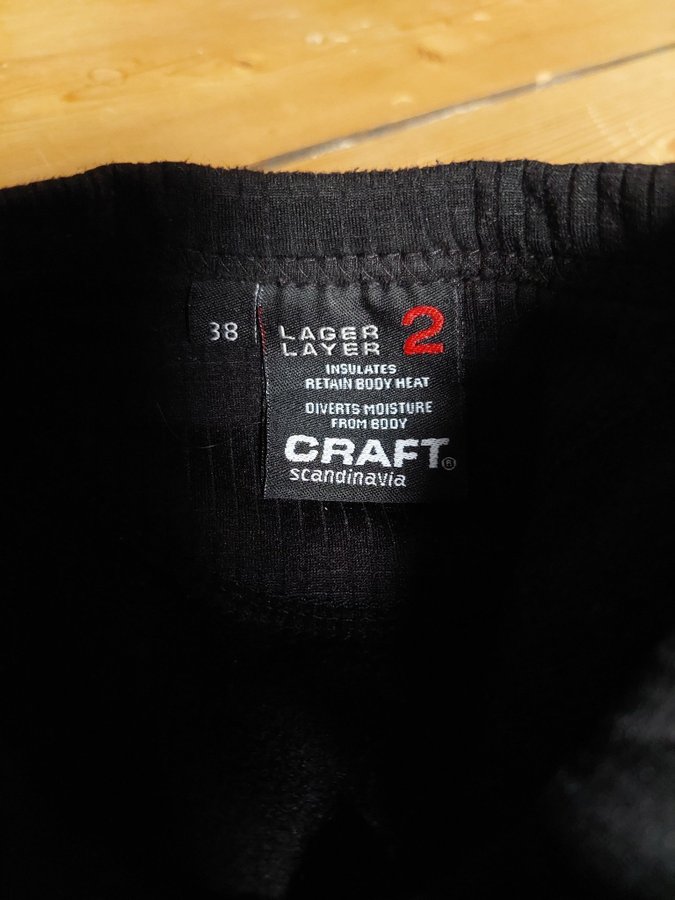 38
LAGER 2
LAYER
INSULATES
RETAIN BODY HEAT
DIVERTS MOISTURE
FROM BODY
CRAFT®
scandinavia